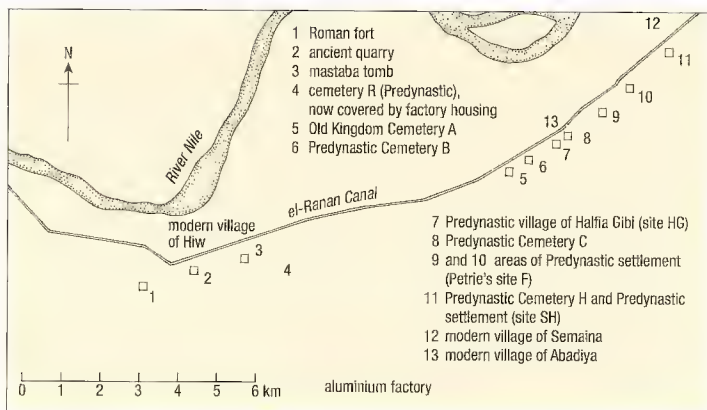 1 Roman fort
2 ancient quarry
3 mastaba tomb
4 cemetery R (Predynastic),
now covered by factory housing
5 Old Kingdom Cemetery A
6 Predynastic Cemetery B
N
River Nile
modern village
of Hiw
el-Ranan Canal
12
11
10
9
13
8
7
6
5
3
2
4
1
7 Predynastic village of Halfia Gibi (site HG)
8 Predynastic Cemetery C
9 and 10 areas of Predynastic settlement
(Petrie's site F)
11 Predynastic Cemetery H and Predynastic
settlement (site SH)
12 modern village of Semaina
13 modern village of Abadiya
0 1 2 3 4 5 6 km
aluminium factory